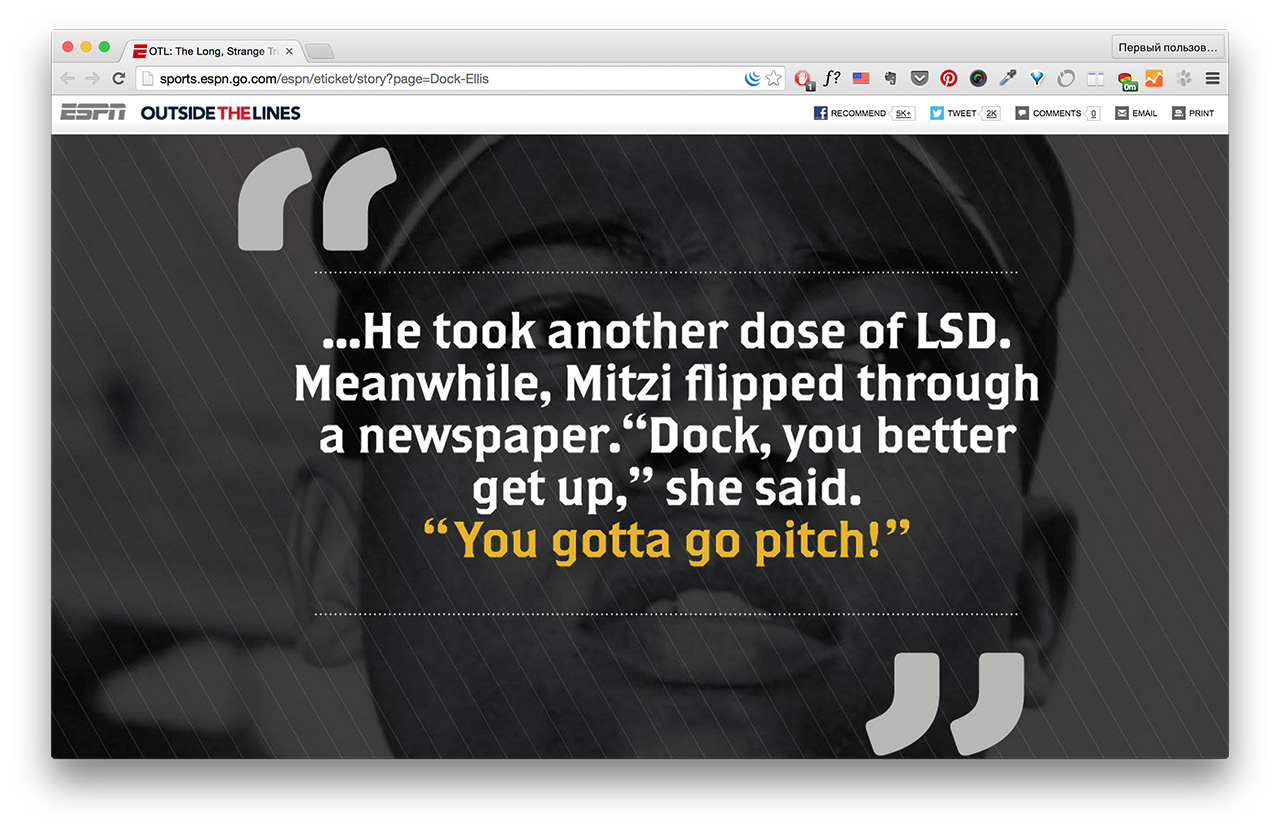 OTL: The Long, Strange Tri
Первый пользов...
sports.espn.go.com/espn/eticket/story?page=Dock-Ellis
f?
1
0m
ESPN OUTSIDE THE LINES
RECOMMEND 5K+ TWEET 2K COMMENTS 0 EMAIL PRINT
“
...He took another dose of LSD.
Meanwhile, Mitzi flipped through
a newspaper.“Dock, you better
get up,” she said.
“You gotta go pitch!”
”